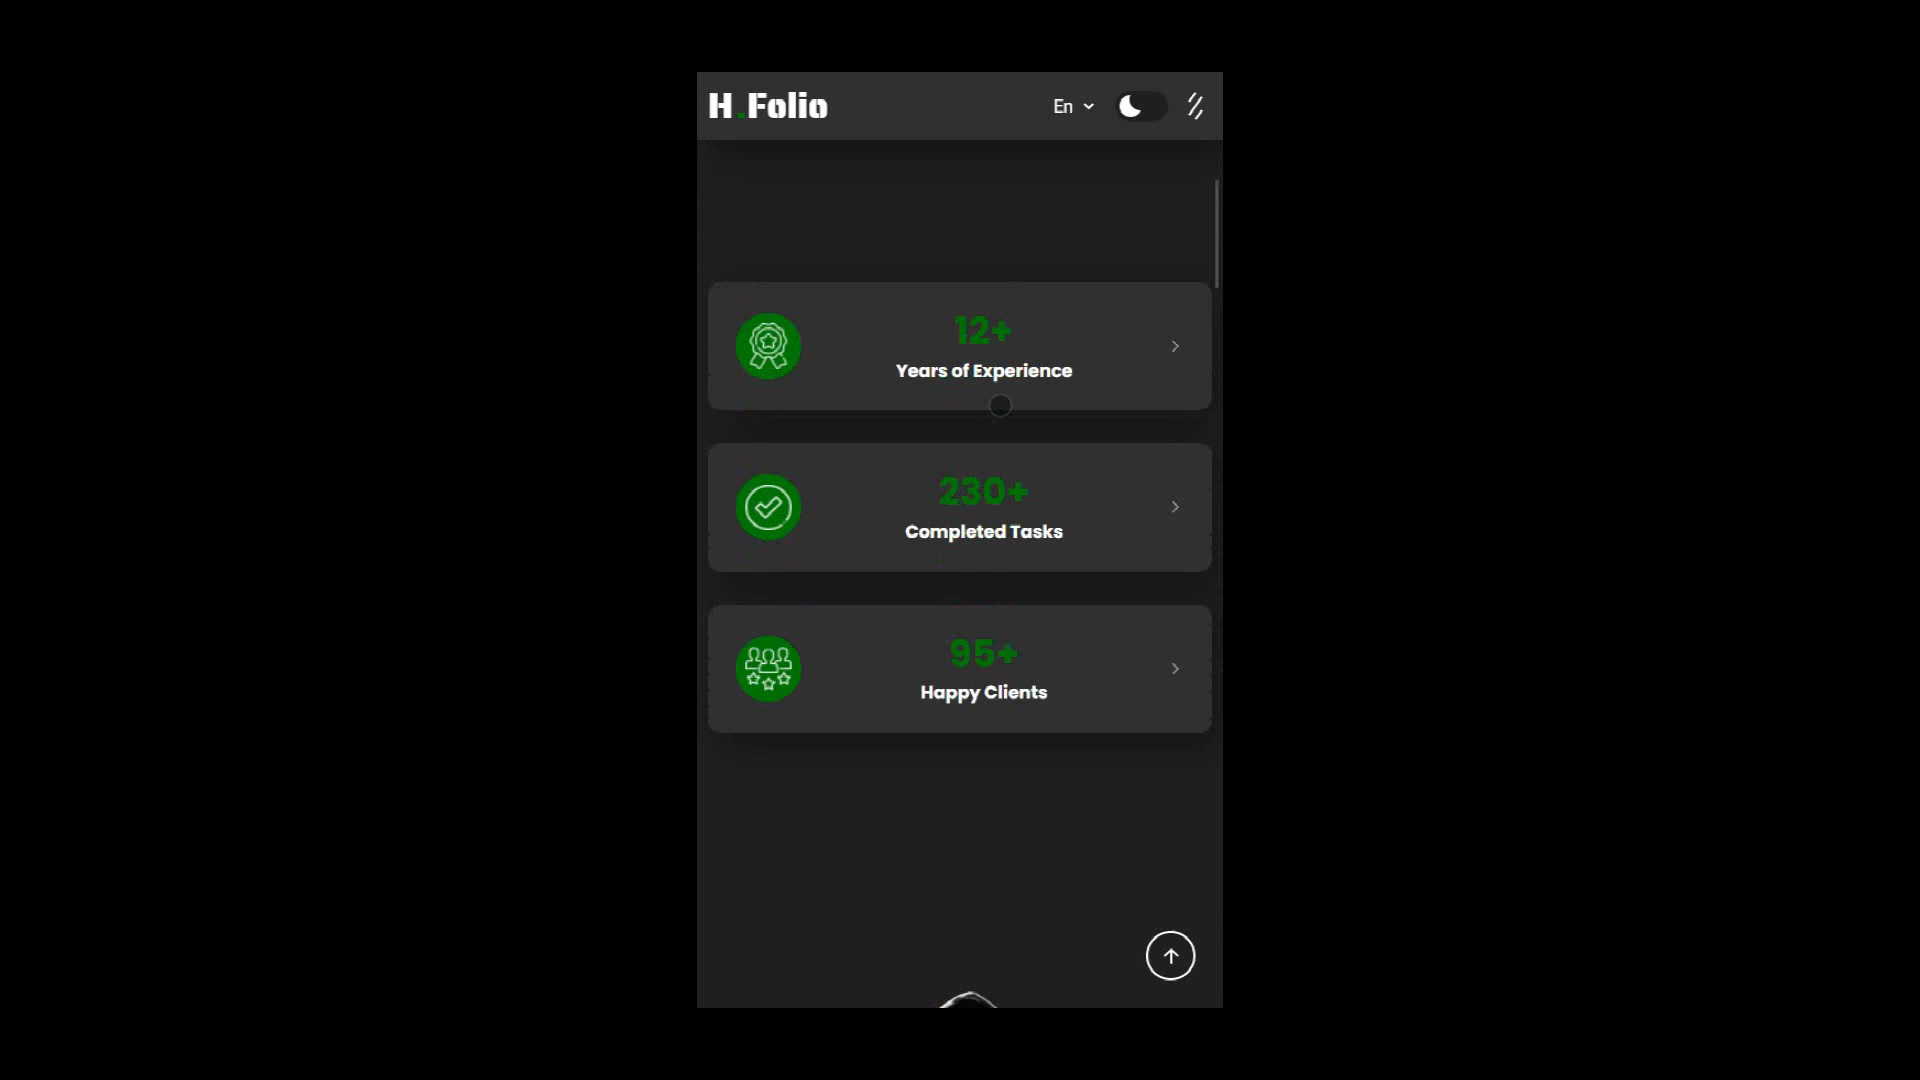 H.Folio
En
12+
Years of Experience
230+
Completed Tasks
95+
Happy Clients